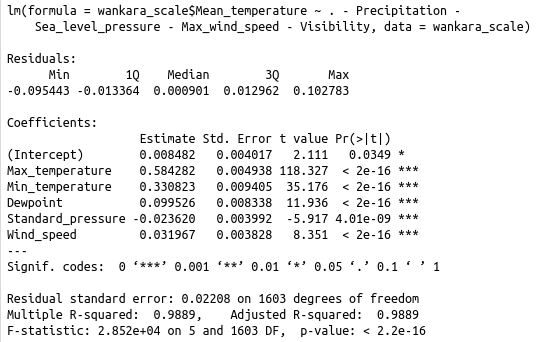 lm(formula = wankara_scale$Mean_temperature ~ . - Precipitation -
    Sea_level_pressure - Max_wind_speed - Visibility, data = wankara_scale)
Residuals:
      Min        1Q    Median        3Q       Max
-0.095443 -0.013364  0.000901  0.012962  0.102783
Coefficients:
                   Estimate Std. Error t value Pr(>|t|)
(Intercept)        0.008482   0.004017   2.111   0.0349 *
Max_temperature    0.584282   0.004938 118.327  < 2e-16 ***
Min_temperature    0.330823   0.009405  35.176  < 2e-16 ***
Dewpoint           0.099526   0.008338  11.936  < 2e-16 ***
Standard_pressure -0.023620   0.003992  -5.917 4.01e-09 ***
Wind_speed         0.031967   0.003828   8.351  < 2e-16 ***
---
Signif. codes:  0 ‘***’ 0.001 ‘**’ 0.01 ‘*’ 0.05 ‘.’ 0.1 ‘ ’ 1
Residual standard error: 0.02208 on 1603 degrees of freedom
Multiple R-squared:  0.9889,    Adjusted R-squared:  0.9889
F-statistic: 2.852e+04 on 5 and 1603 DF,  p-value: < 2.2e-16